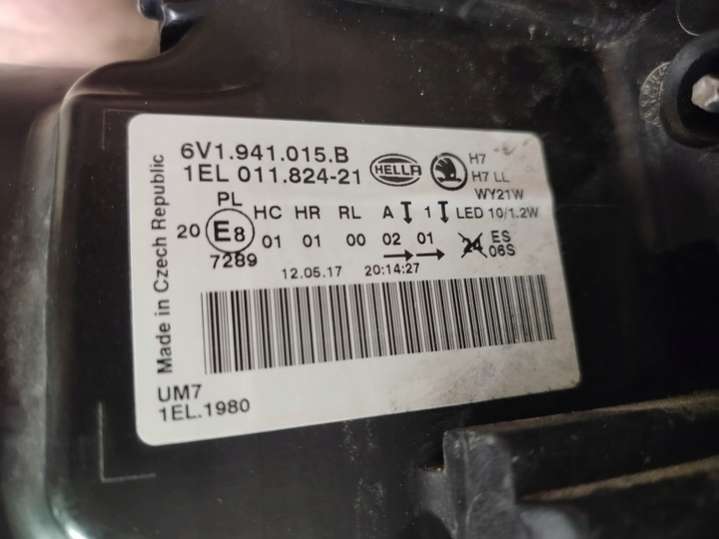 6V1.941.015.B
1EL 011.824-21
HELLA
H7
H7 LL
WY21W
PL
HC HR RL A 1 LED 10/1.2W
20 E8 01 01 00 02 01 24 ES
06S
7289
12.05.17 20:14:27
Made in Czech Republic
UM7
1EL.1980